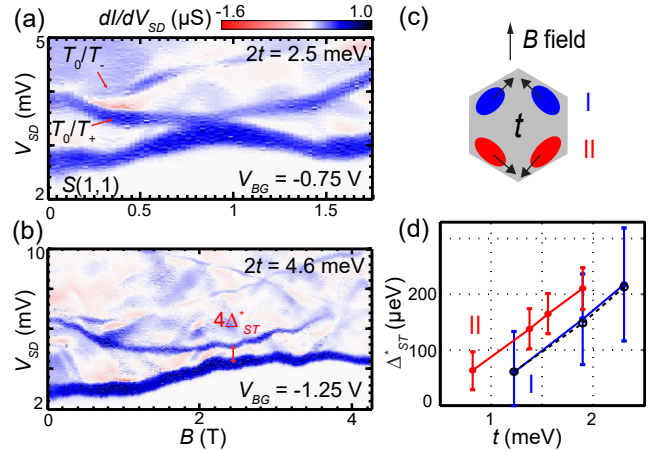 (a)
dI/dV_SD (µS)
-1.6
1.0
5
2
V_SD (mV)
T_0/T_-
T_0/T_+
2t = 2.5 meV
S(1,1)
V_BG = -0.75 V
0
0.5
1
1.5
(b)
10
2
V_SD (mV)
2t = 4.6 meV
4Δ*_ST
V_BG = -1.25 V
0
2
4
B (T)
(c)
B field
I
t
II
(d)
Δ*_ST (µeV)
200
100
0
II
I
1
2
t (meV)